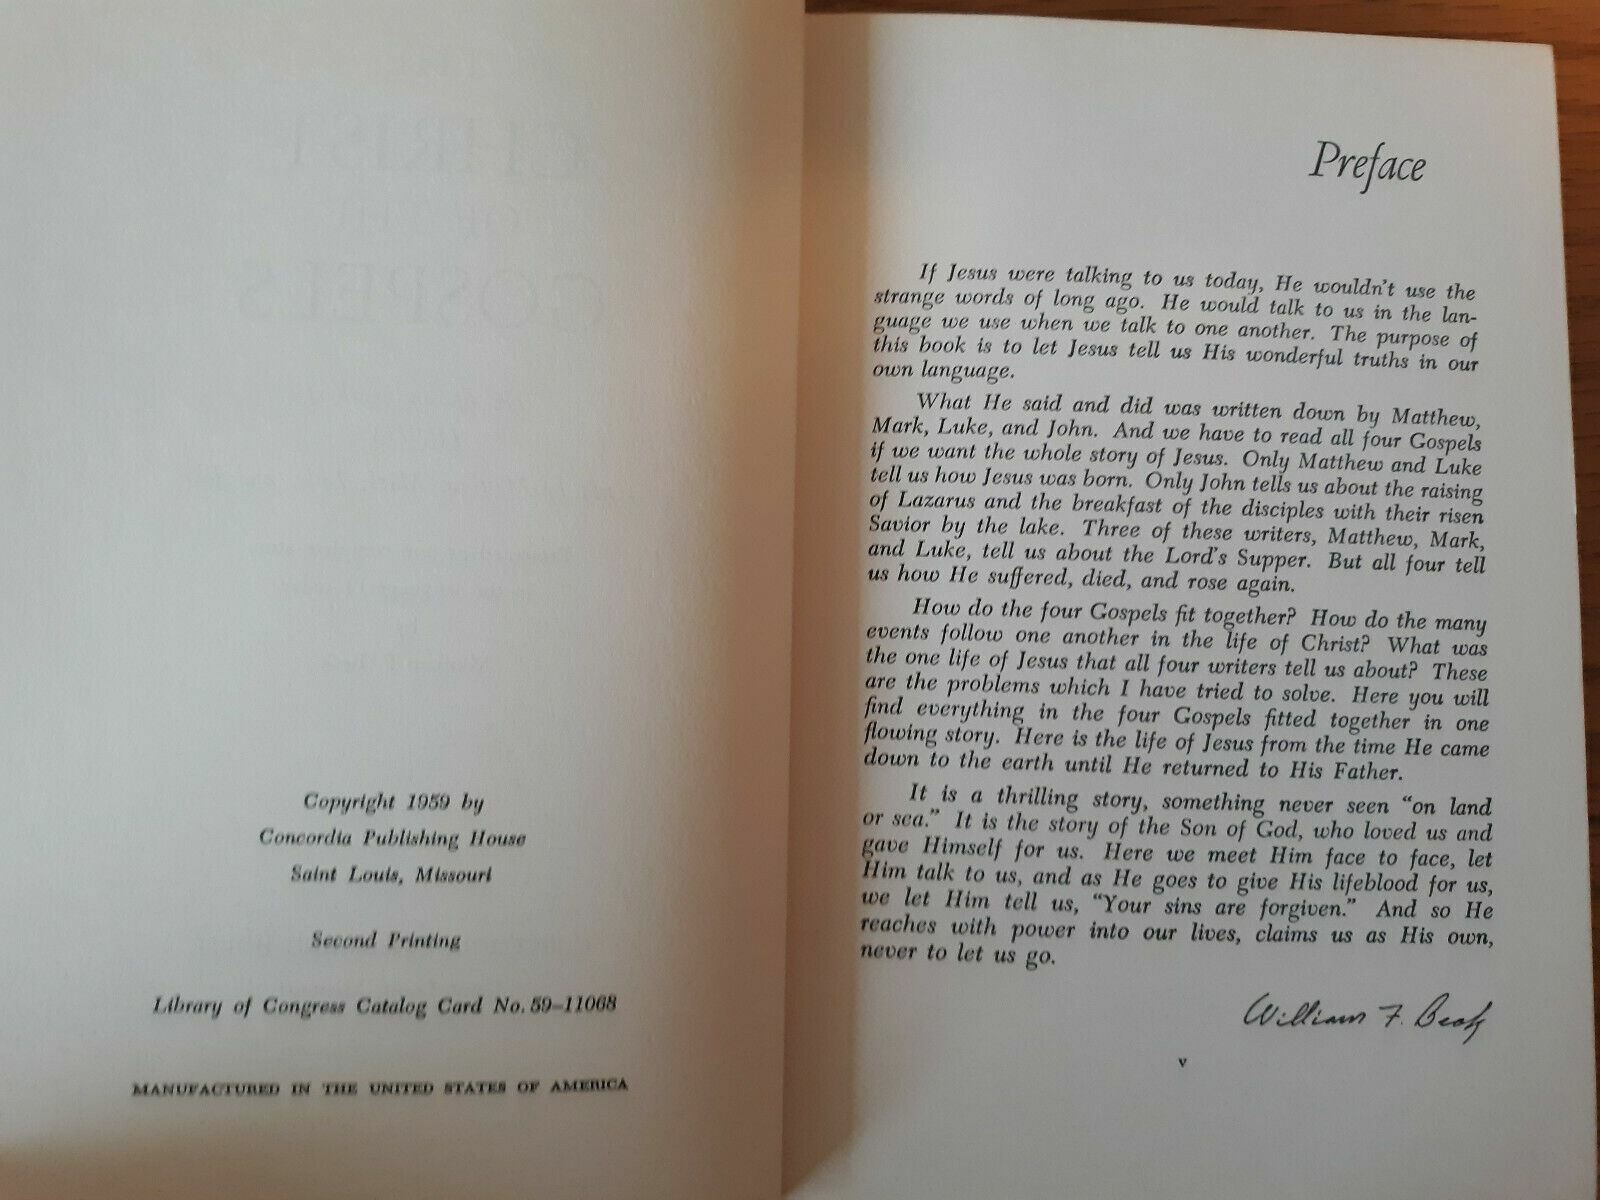 Copyright 1959 by
Concordia Publishing House
Saint Louis, Missouri
Second Printing
Library of Congress Catalog Card No. 59–11068
MANUFACTURED IN THE UNITED STATES OF AMERICA
Preface
If Jesus were talking to us today, He wouldn't use the
strange words of long ago. He would talk to us in the lan-
guage we use when we talk to one another. The purpose of
this book is to let Jesus tell us His wonderful truths in our
own language.
What He said and did was written down by Matthew,
Mark, Luke, and John. And we have to read all four Gospels
if we want the whole story of Jesus. Only Matthew and Luke
tell us how Jesus was born. Only John tells us about the raising
of Lazarus and the breakfast of the disciples with their risen
Savior by the lake. Three of these writers, Matthew, Mark,
and Luke, tell us about the Lord's Supper. But all four tell
us how He suffered, died, and rose again.
How do the four Gospels fit together? How do the many
events follow one another in the life of Christ? What was
the one life of Jesus that all four writers tell us about? These
are the problems which I have tried to solve. Here you will
find everything in the four Gospels fitted together in one
flowing story. Here is the life of Jesus from the time He came
down to the earth until He returned to His Father.
It is a thrilling story, something never seen “on land
or sea.” It is the story of the Son of God, who loved us and
gave Himself for us. Here we meet Him face to face, let
Him talk to us, and as He goes to give His lifeblood for us,
we let Him tell us, “Your sins are forgiven.” And so He
reaches with power into our lives, claims us as His own,
never to let us go.
William F. Beck
v